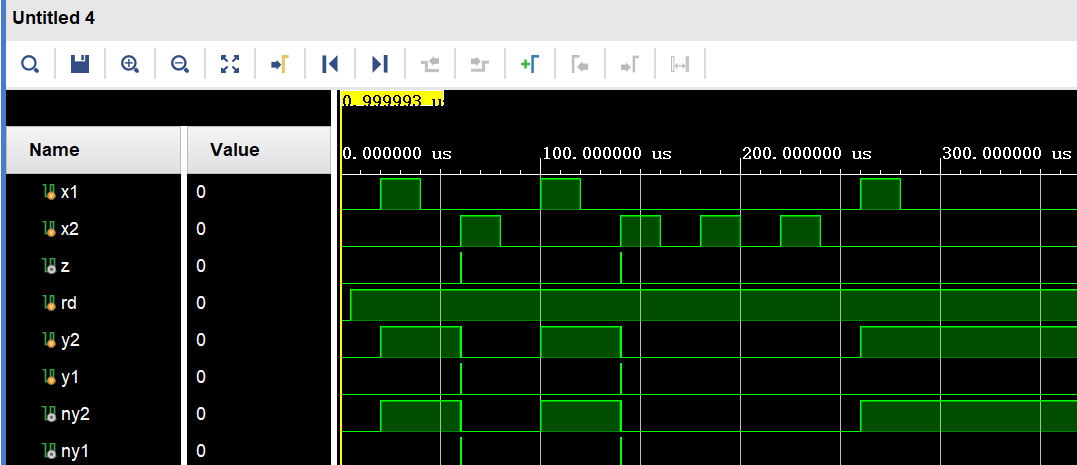 Untitled 4
0.999993 u
0.000000 us 100.000000 us 200.000000 us 300.000000 us
Name Value
x1 0
x2 0
z 0
rd 0
y2 0
y1 0
ny2 0
ny1 0